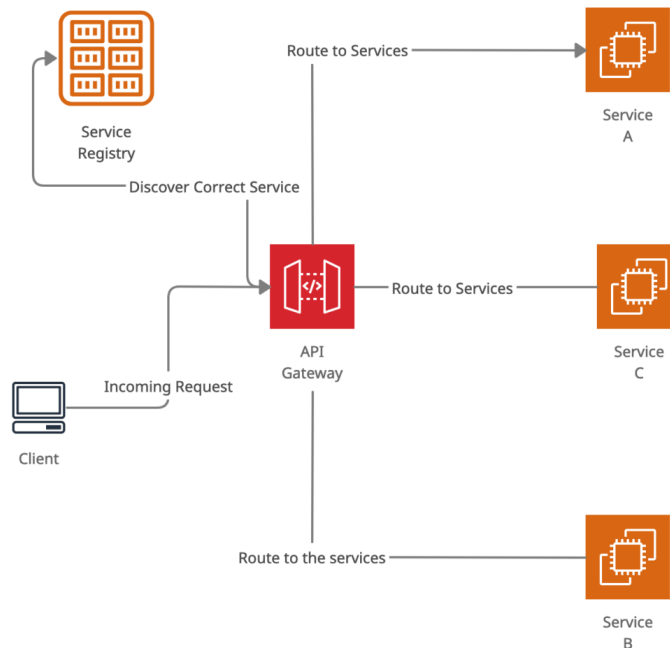 Route to Services
Service
A
Service
Registry
Discover Correct Service
Route to Services
API
Gateway
Service
C
Incoming Request
Client
Route to the services
Service
B